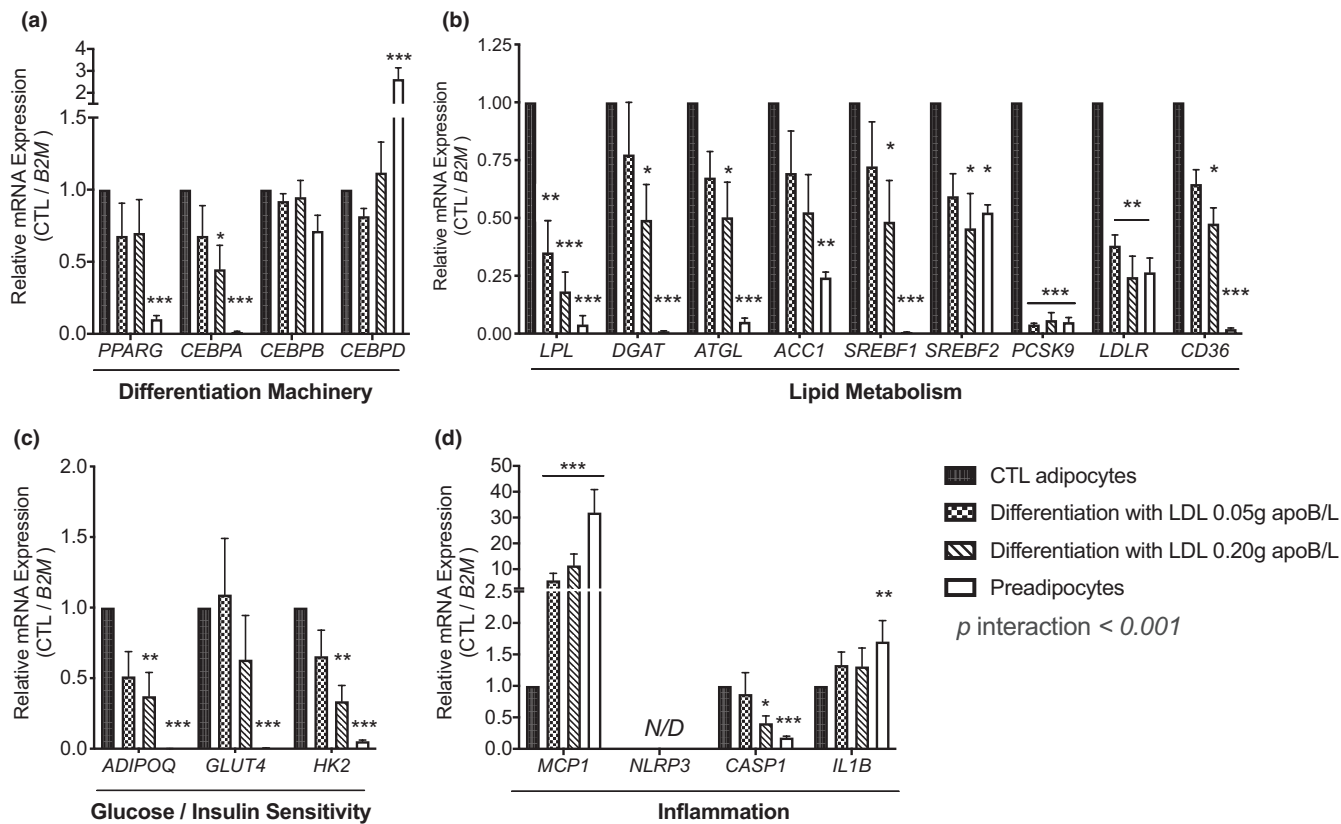 (a)
Relative mRNA Expression
(CTL / B2M )
4
3
2
1.5
1.0
0.5
0.0
***
***
*
***
PPARG CEBPA CEBPB CEBPD
Differentiation Machinery
(b)
Relative mRNA Expression
(CTL / B2M )
1.25
1.00
0.75
0.50
0.25
0.00
** *** ***
* ***
* ***
**
* ***
* *
***
**
* ***
LPL DGAT ATGL ACC1 SREBF1 SREBF2 PCSK9 LDLR CD36
Lipid Metabolism
(c)
Relative mRNA Expression
(CTL / B2M )
2.0
1.5
1.0
0.5
0.0
** ***
***
** ***
ADIPOQ GLUT4 HK2
Glucose / Insulin Sensitivity
(d)
Relative mRNA Expression
(CTL / B2M )
50
40
30
20
10
2.5
2.0
1.5
1.0
0.5
0.0
***
N/D
* ***
**
MCP1 NLRP3 CASP1 IL1B
Inflammation
CTL adipocytes
Differentiation with LDL 0.05g apoB/L
Differentiation with LDL 0.20g apoB/L
Preadipocytes
p interaction < 0.001